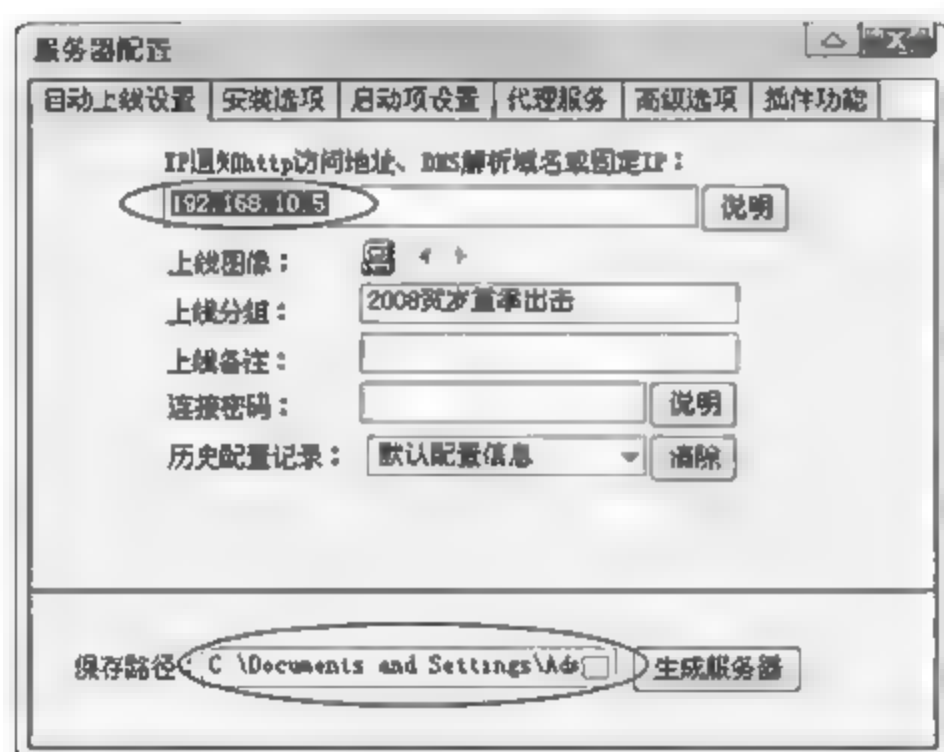 服务器配置
自动上线设置 安装选项 启动项设置 代理服务 高级选项 插件功能
IP通知http访问地址、DNS解析域名或固定IP：
192.168.10.5 说明
上线图像：
上线分组： 2008贺岁重拳出击
上线备注：
连接密码： 说明
历史配置记录： 默认配置信息 清除
保存路径: C \Documents and Settings\Adm 生成服务器